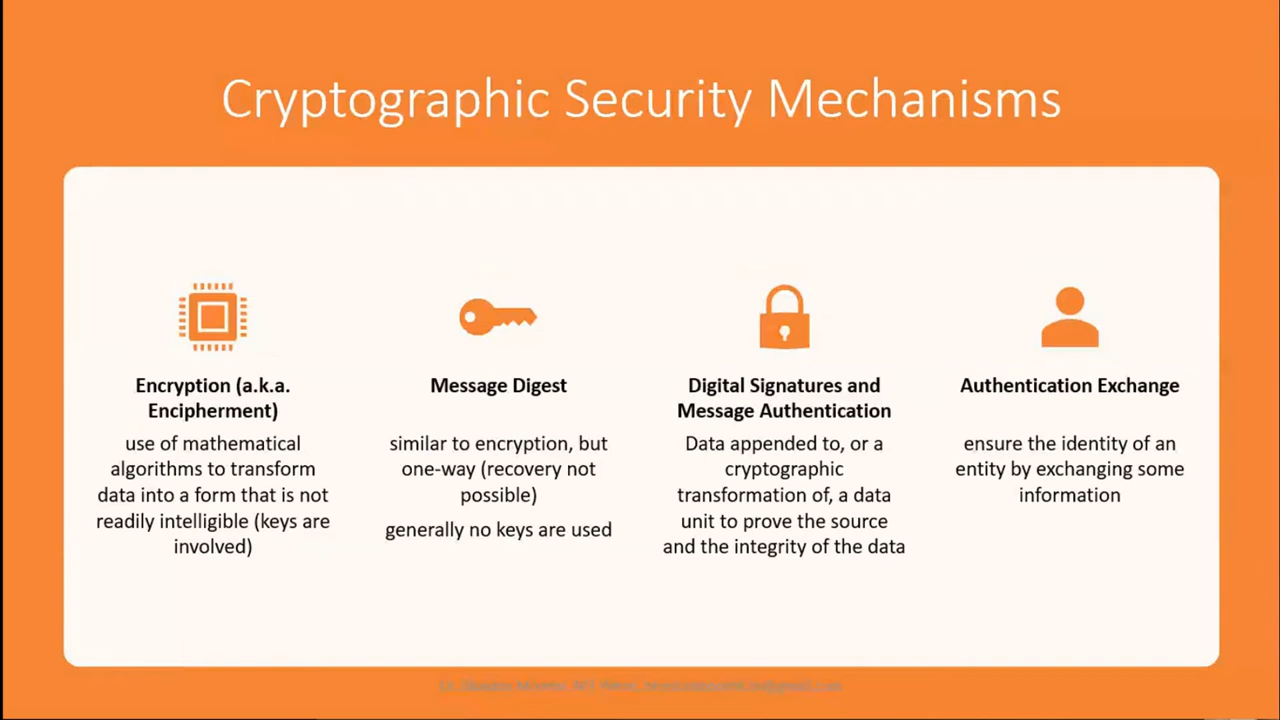 Cryptographic Security Mechanisms
Encryption (a.k.a.
Encipherment)
use of mathematical
algorithms to transform
data into a form that is not
readily intelligible (keys are
involved)
Message Digest
similar to encryption, but
one-way (recovery not
possible)
generally no keys are used
Digital Signatures and
Message Authentication
Data appended to, or a
cryptographic
transformation of, a data
unit to prove the source
and the integrity of the data
Authentication Exchange
ensure the identity of an
entity by exchanging some
information